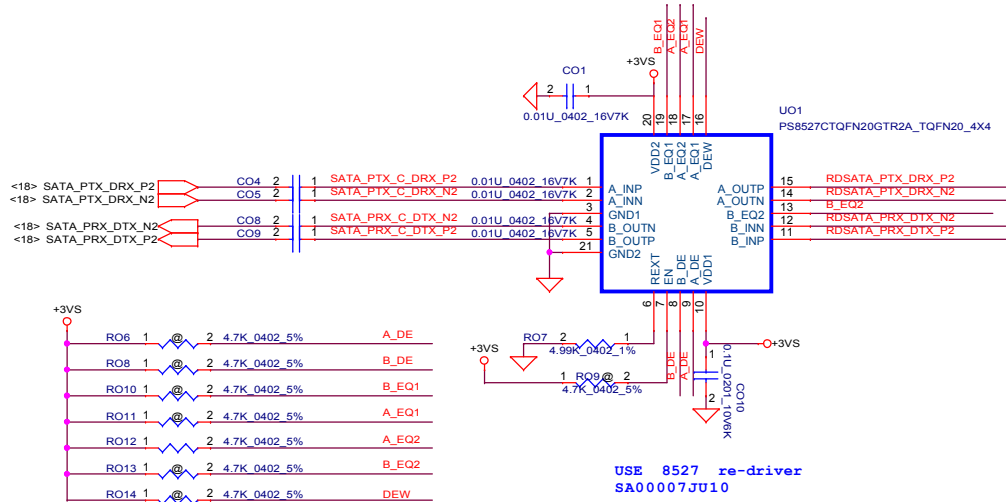 B_EQ1
A_EQ2
A_EQ1
DEW
+3VS
CO1
2
1
0.01U_0402_16V7K
20
19
18
17
16
UO1
PS8527CTQFN20GTR2A_TQFN20_4X4
VDD2
B_EQ1
A_EQ2
A_EQ1
DEW
<18> SATA_PTX_DRX_P2 CO4 2 1 SATA_PTX_C_DRX_P2 0.01U_0402_16V7K 1 A_INP A_OUTP 15 RDSATA_PTX_DRX_P2
<18> SATA_PTX_DRX_N2 CO5 2 1 SATA_PTX_C_DRX_N2 0.01U_0402_16V7K 2 A_INN A_OUTN 14 RDSATA_PTX_DRX_N2
3 GND1 B_EQ2 13 B_EQ2
<18> SATA_PRX_DTX_N2 CO8 2 1 SATA_PRX_C_DTX_N2 0.01U_0402_16V7K 4 B_OUTN B_INN 12 RDSATA_PRX_DTX_N2
<18> SATA_PRX_DTX_P2 CO9 2 1 SATA_PRX_C_DTX_P2 0.01U_0402_16V7K 5 B_OUTP B_INP 11 RDSATA_PRX_DTX_P2
21 GND2
REXT
EN
B_DE
A_DE
VDD1
6
7
8
9
10
RO7 2 1
4.99K_0402_1%
+3VS
1 RO9 @ 2
4.7K_0402_5%
B_DE
A_DE
+3VS
1
2
0.1U_0201_10V6K
CO10
+3VS
RO6 1 @ 2 4.7K_0402_5% A_DE
RO8 1 @ 2 4.7K_0402_5% B_DE
RO10 1 @ 2 4.7K_0402_5% B_EQ1
RO11 1 @ 2 4.7K_0402_5% A_EQ1
RO12 1 2 4.7K_0402_5% A_EQ2
RO13 1 @ 2 4.7K_0402_5% B_EQ2
RO14 1 @ 2 4.7K_0402_5% DEW
USE 8527 re-driver
SA00007JU10